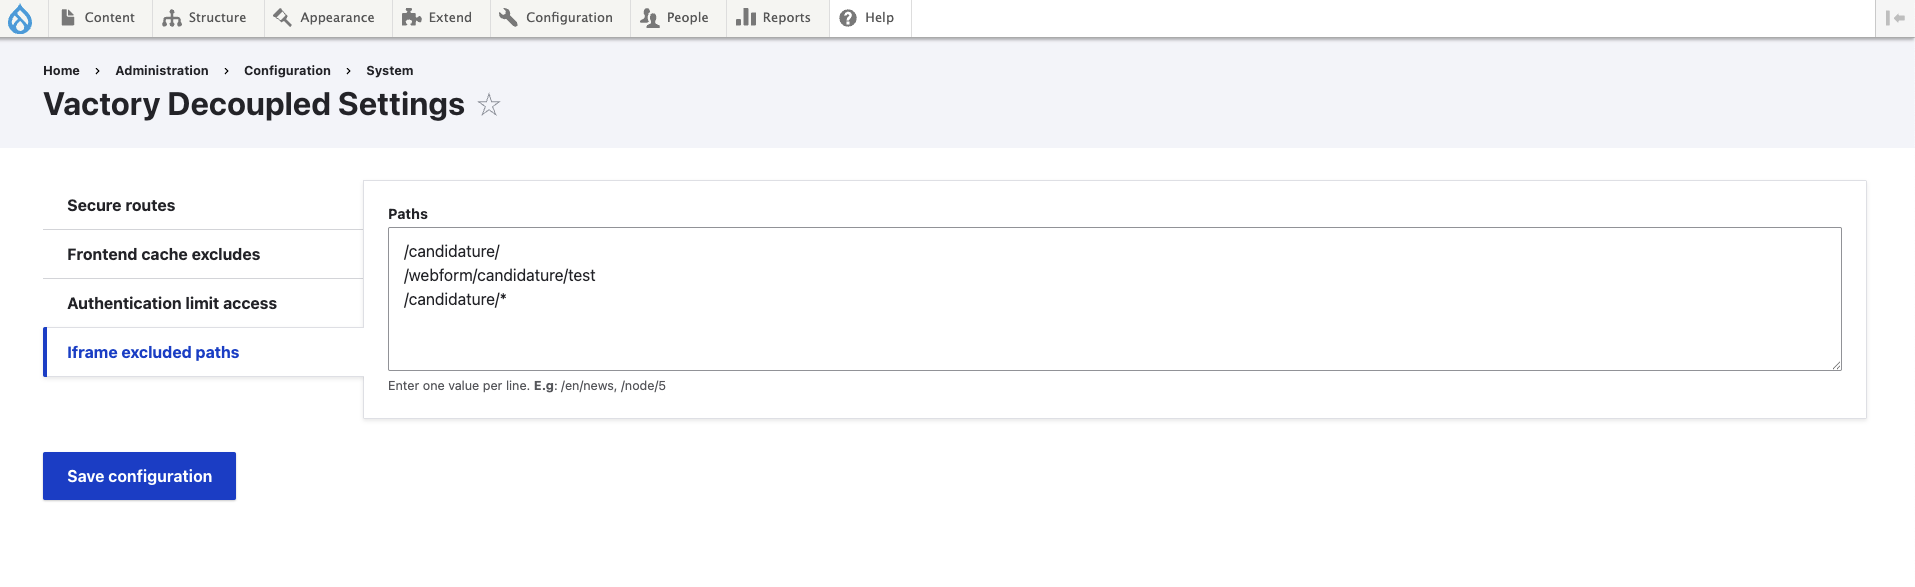 Content Structure Appearance Extend Configuration People Reports Help
Home › Administration › Configuration › System
Vactory Decoupled Settings
Secure routes
Frontend cache excludes
Authentication limit access
Iframe excluded paths
Paths
/candidature/
/webform/candidature/test
/candidature/*
Enter one value per line. E.g: /en/news, /node/5
Save configuration